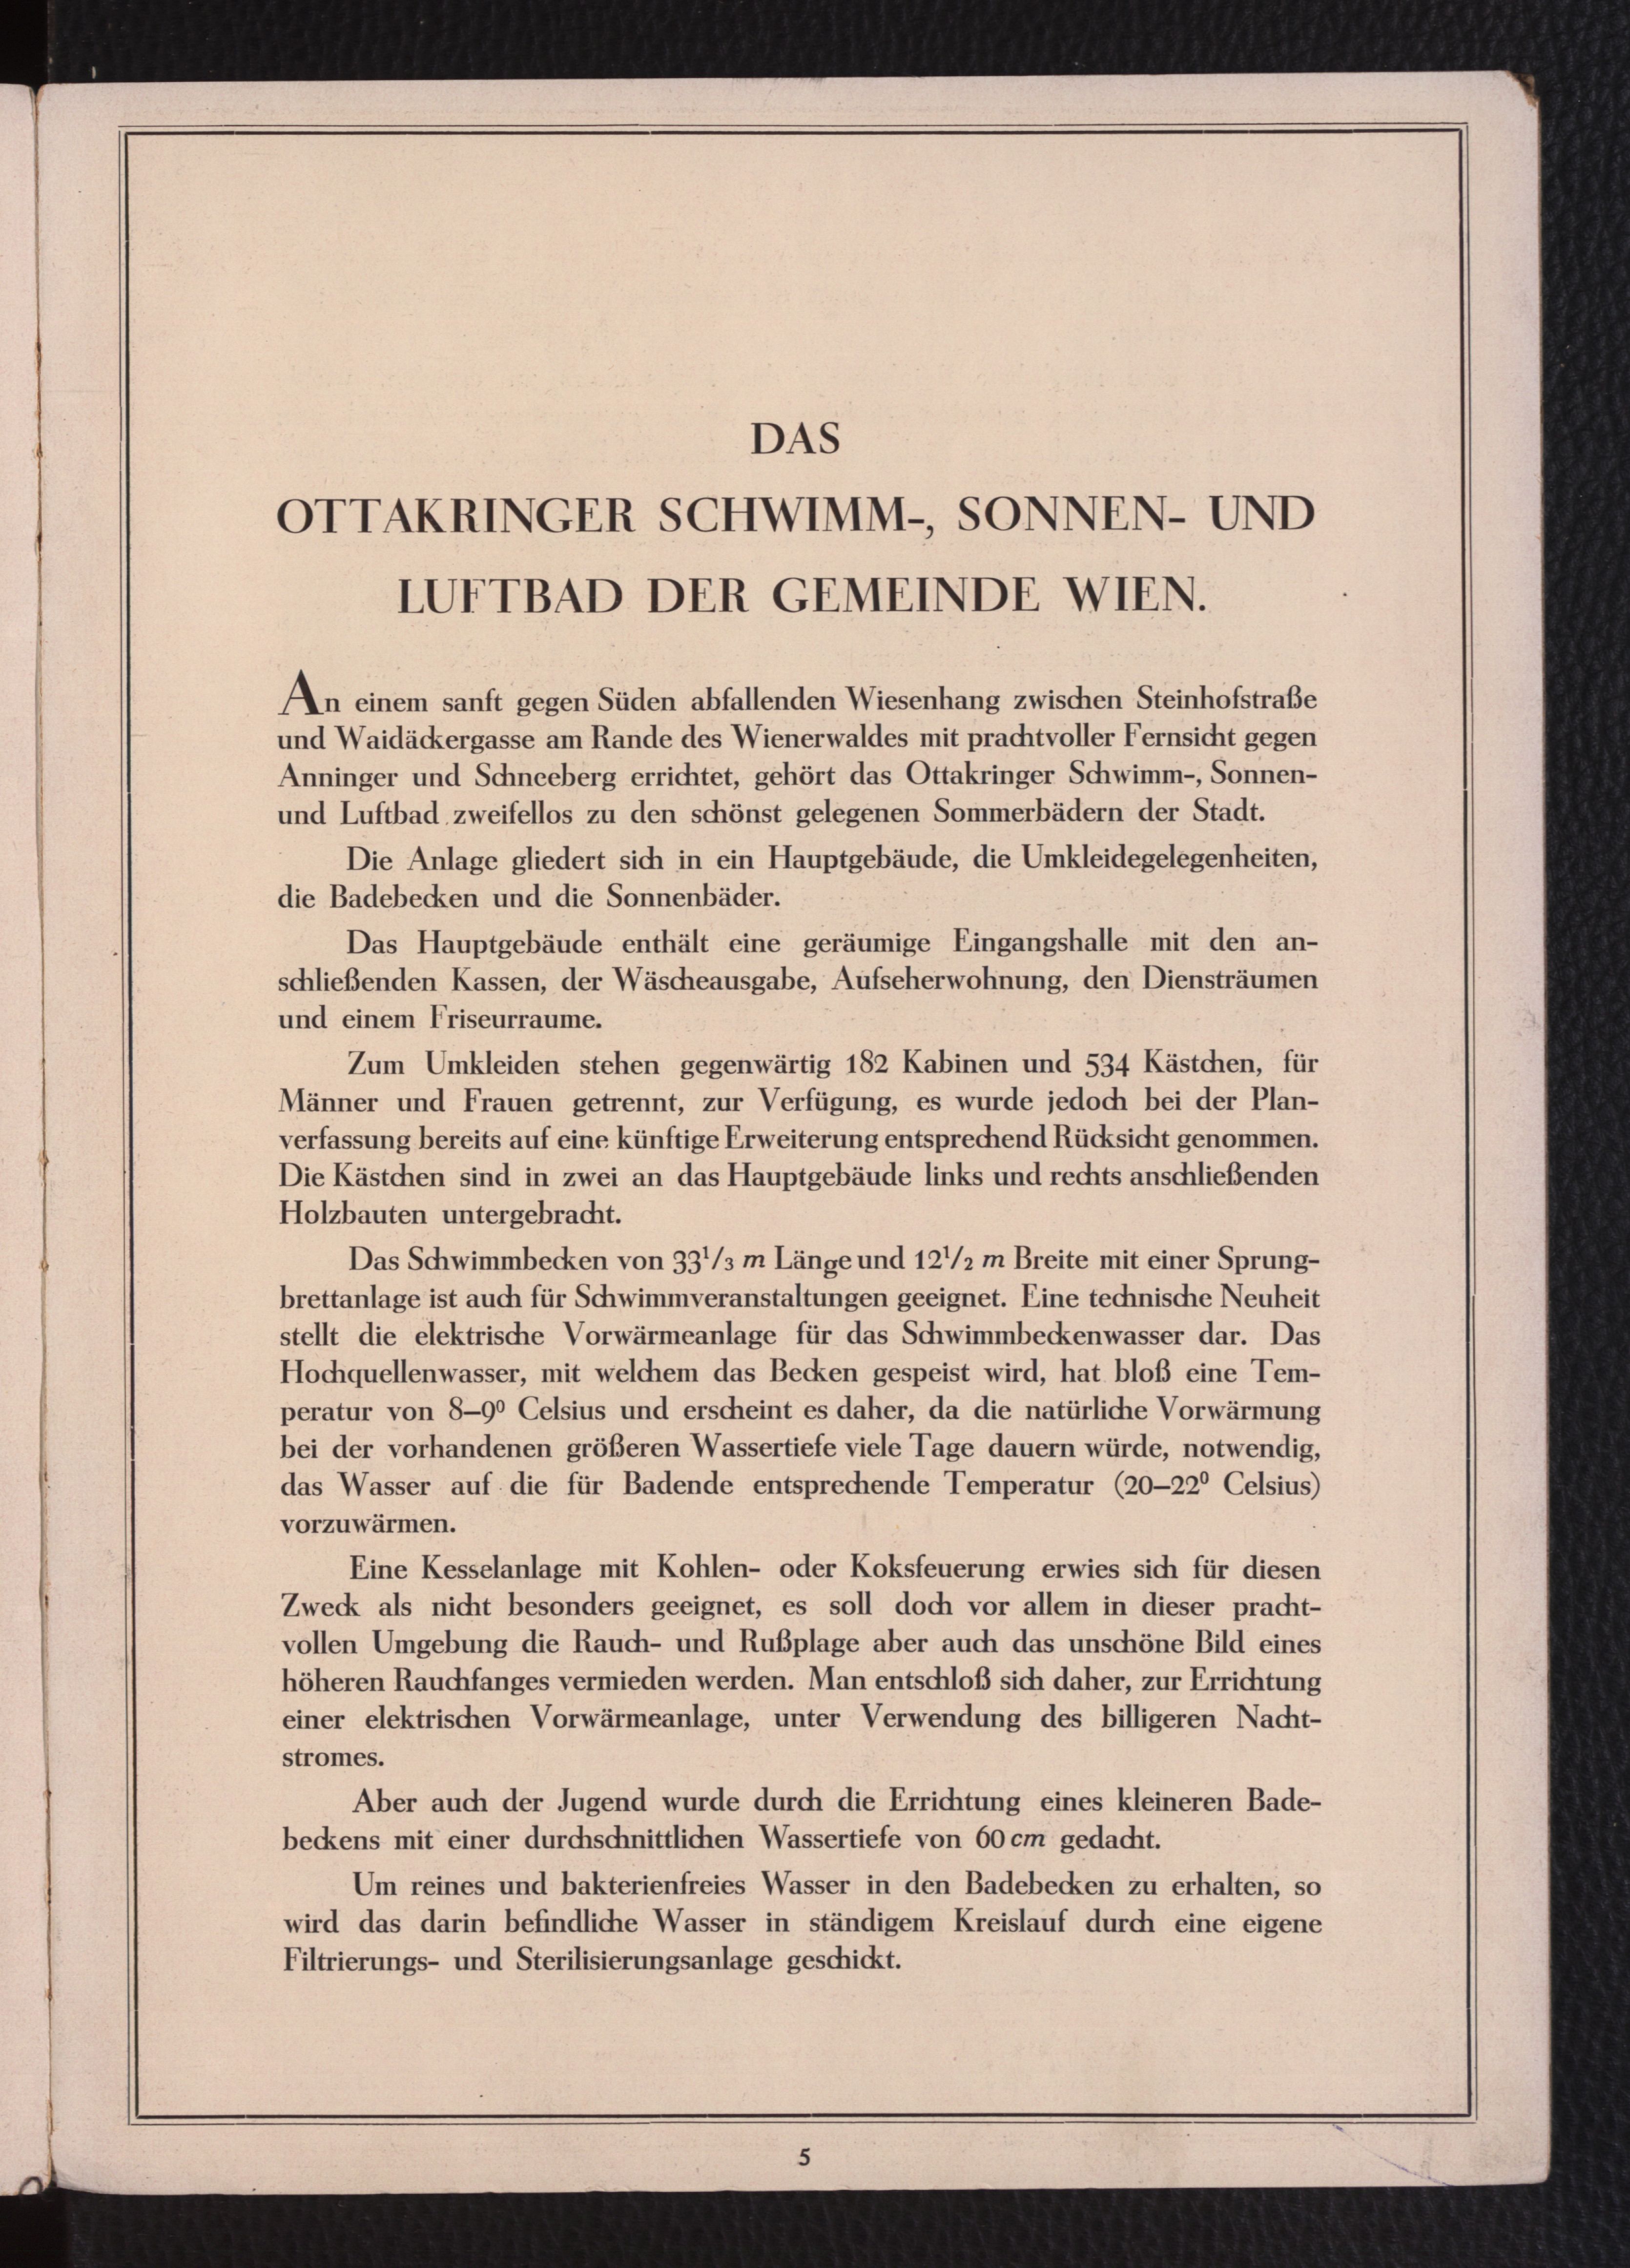 DAS
OTTAKRINGER SCHWIMM-, SONNEN- UND
LUFTBAD DER GEMEINDE WIEN.
An einem sanft gegen Süden abfallenden Wiesenhang zwischen Steinhofstraße
und Waidäckergasse am Rande des Wienerwaldes mit prachtvoller Fernsicht gegen
Anninger und Schneeberg errichtet, gehört das Ottakringer Schwimm-, Sonnen-
und Luftbad zweifellos zu den schönst gelegenen Sommerbädern der Stadt.
Die Anlage gliedert sich in ein Hauptgebäude, die Umkleidegelegenheiten,
die Badebecken und die Sonnenbäder.
Das Hauptgebäude enthält eine geräumige Eingangshalle mit den an-
schließenden Kassen, der Wäscheausgabe, Aufseherwohnung, den Diensträumen
und einem Friseurraume.
Zum Umkleiden stehen gegenwärtig 182 Kabinen und 534 Kästchen, für
Männer und Frauen getrennt, zur Verfügung, es wurde jedoch bei der Plan-
verfassung bereits auf eine künftige Erweiterung entsprechend Rücksicht genommen.
Die Kästchen sind in zwei an das Hauptgebäude links und rechts anschließenden
Holzbauten untergebracht.
Das Schwimmbecken von 33¹/₃ m Länge und 12¹/₂ m Breite mit einer Sprung-
brettanlage ist auch für Schwimmveranstaltungen geeignet. Eine technische Neuheit
stellt die elektrische Vorwärmeanlage für das Schwimmbeckenwasser dar. Das
Hochquellenwasser, mit welchem das Becken gespeist wird, hat bloß eine Tem-
peratur von 8–9⁰ Celsius und erscheint es daher, da die natürliche Vorwärmung
bei der vorhandenen größeren Wassertiefe viele Tage dauern würde, notwendig,
das Wasser auf die für Badende entsprechende Temperatur (20–22⁰ Celsius)
vorzuwärmen.
Eine Kesselanlage mit Kohlen- oder Koksfeuerung erwies sich für diesen
Zweck als nicht besonders geeignet, es soll doch vor allem in dieser pracht-
vollen Umgebung die Rauch- und Rußplage aber auch das unschöne Bild eines
höheren Rauchfanges vermieden werden. Man entschloß sich daher, zur Errichtung
einer elektrischen Vorwärmeanlage, unter Verwendung des billigeren Nacht-
stromes.
Aber auch der Jugend wurde durch die Errichtung eines kleineren Bade-
beckens mit einer durchschnittlichen Wassertiefe von 60 cm gedacht.
Um reines und bakterienfreies Wasser in den Badebecken zu erhalten, so
wird das darin befindliche Wasser in ständigem Kreislauf durch eine eigene
Filtrierungs- und Sterilisierungsanlage geschickt.
5